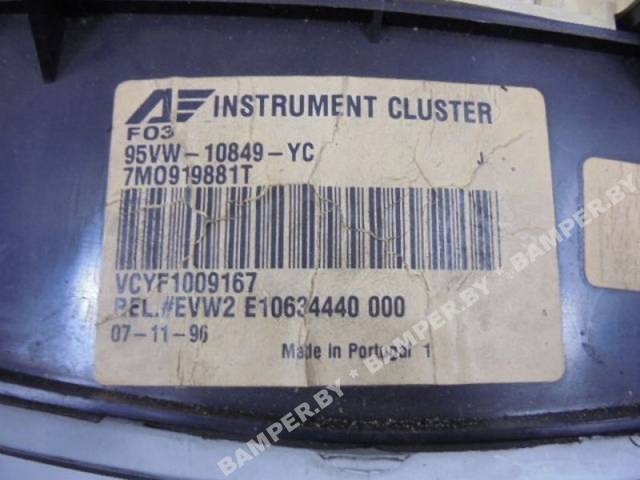 AE INSTRUMENT CLUSTER
F03
95VW-10849-YC J
7M0919881T
VCYF1009167
REL.#EVW2 E10634440 000
07-11-96
Made in Portugal 1
BAMPER.BY * BAMPER.BY * BAMPER.BY